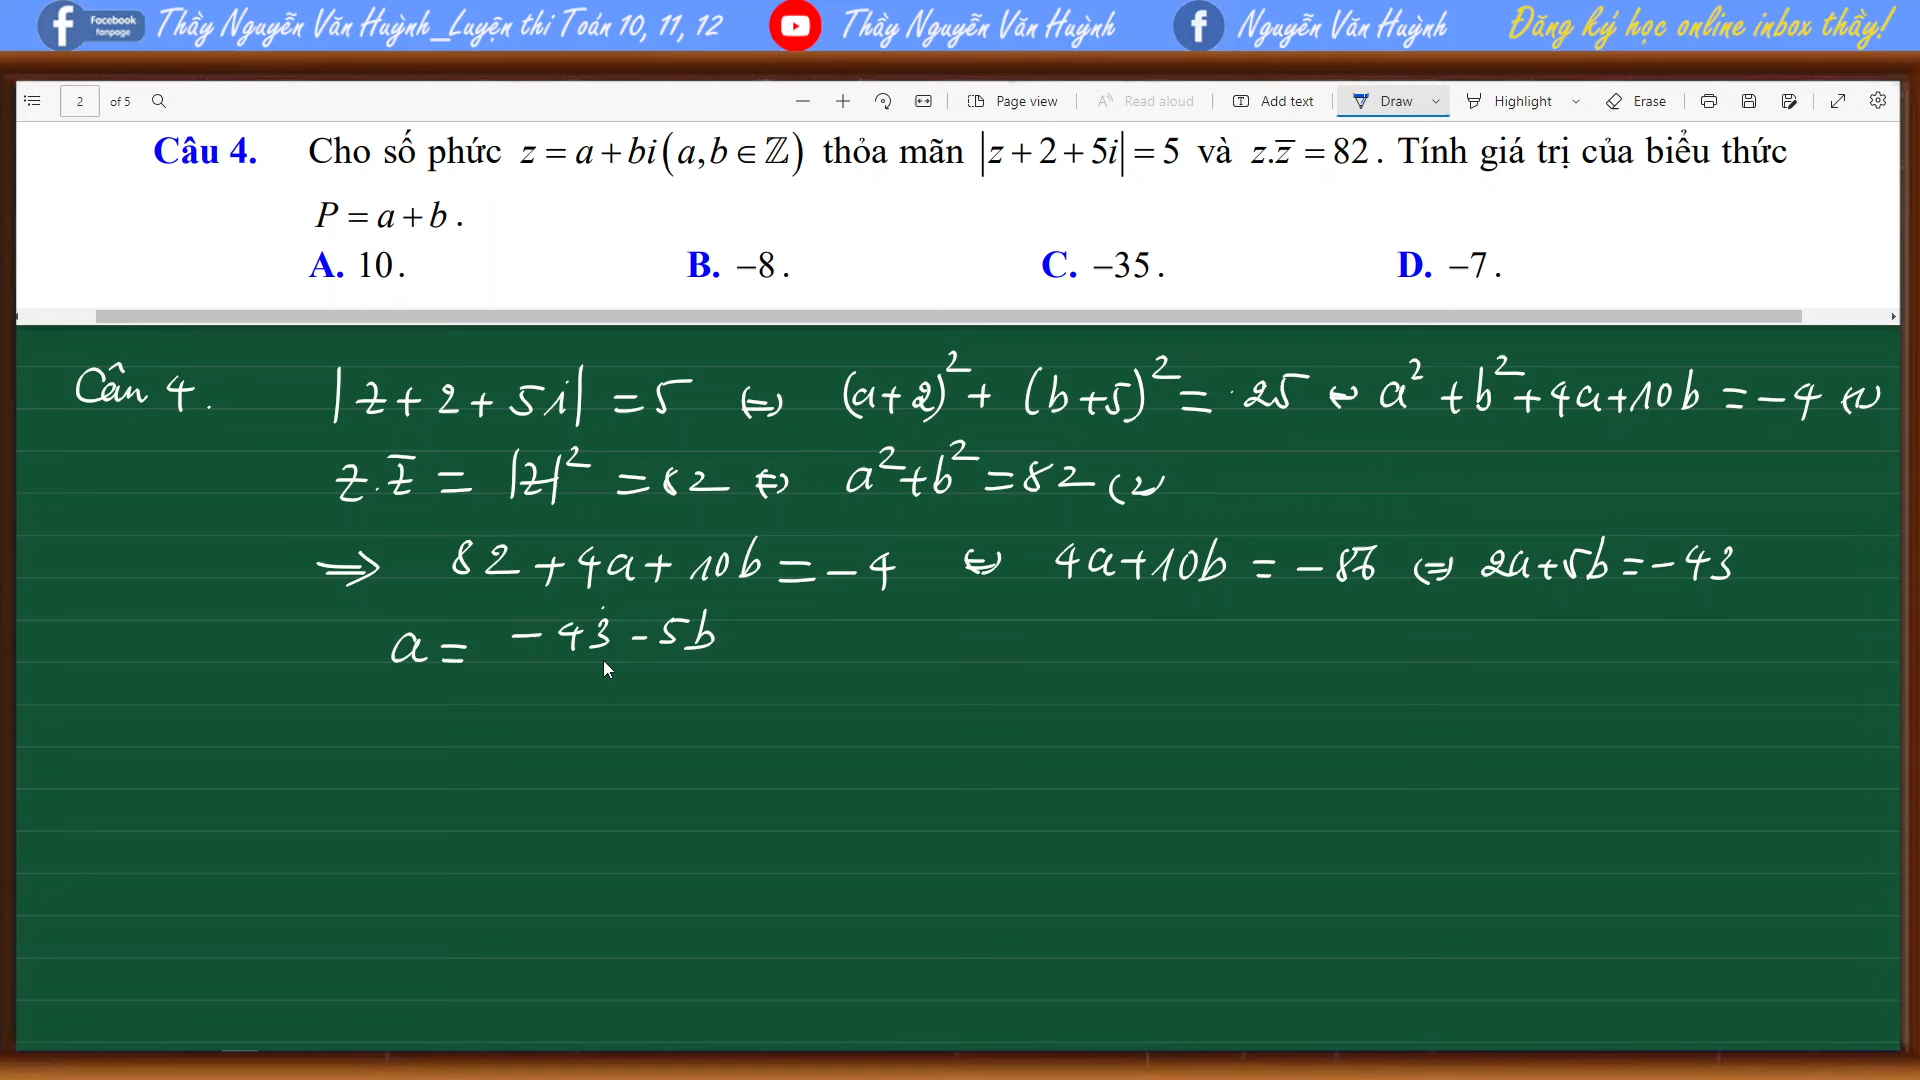 Facebook fanpage Thầy Nguyễn Văn Huỳnh_Luyện thi Toán 10, 11, 12 Thầy Nguyễn Văn Huỳnh f Nguyễn Văn Huỳnh Đăng ký học online inbox thầy!
2 of 5 Page view Read aloud Add text Draw Highlight Erase
Câu 4. Cho số phức z = a + bi (a, b ∈ ℤ) thỏa mãn |z + 2 + 5i| = 5 và z.z̅ = 82. Tính giá trị của biểu thức
P = a + b.
A. 10. B. −8. C. −35. D. −7.
Câu 4. |z + 2 + 5i| = 5 ⇔ (a+2)² + (b+5)² = 25 ⇔ a² + b² + 4a + 10b = −4 (1)
z.z̅ = |z|² = 82 ⇔ a² + b² = 82 (2)
⇒ 82 + 4a + 10b = −4 ⇔ 4a + 10b = −86 ⇔ 2a + 5b = −43
a = −43 − 5b